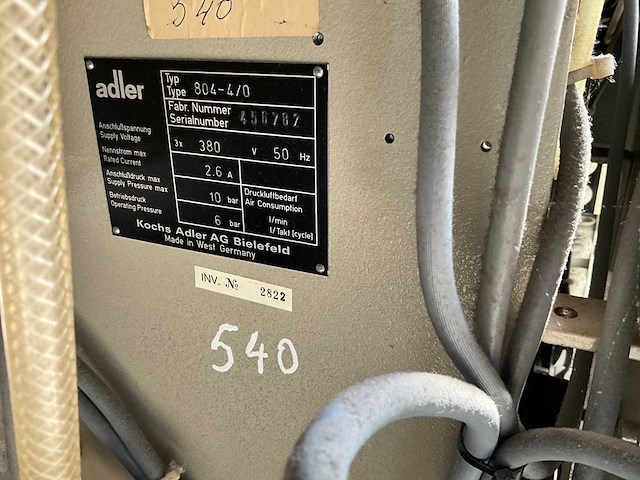 540
adler
Typ
Type 804-4/0
Fabr. Nummer
Serialnumber
Anschlußspannung
Supply Voltage
3x 380 V 50 Hz
Nennstrom max
Rated Current
2.6 A
Anschlußdruck max
Supply Pressure max
10 bar
Druckluftbedarf
Air Consumption
Betriebsdruck
Operating Pressure
6 bar
l/min
l/Takt [cycle]
Kochs Adler AG Bielefeld
Made in West Germany
INV. № 2822
540